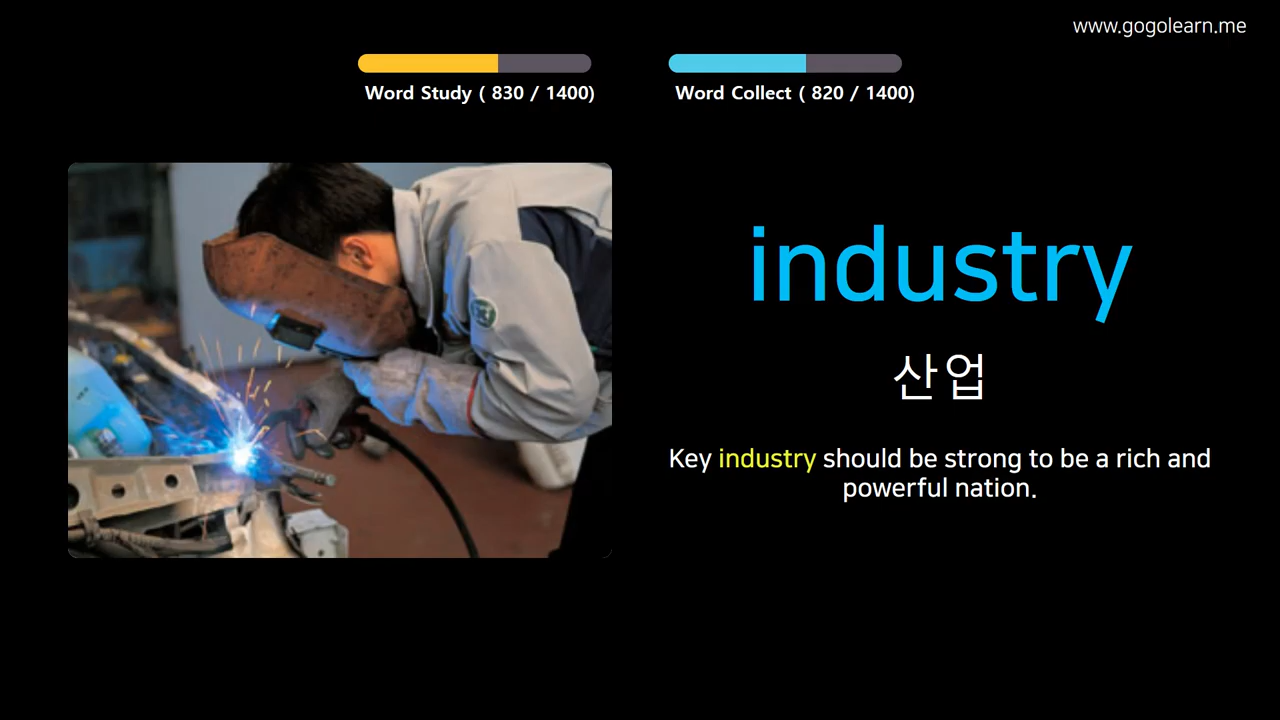 www.gogolearn.me
Word Study ( 830 / 1400)
Word Collect ( 820 / 1400)
industry
산업
Key industry should be strong to be a rich and
powerful nation.